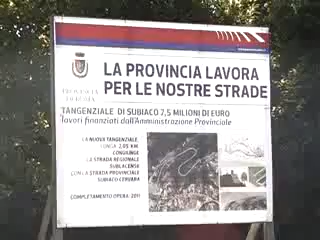 LA PROVINCIA LAVORA
PER LE NOSTRE STRADE
PROVINCIA
DI ROMA
TANGENZIALE DI SUBIACO 7,5 MILIONI DI EURO
lavori finanziati dall'Amministrazione Provinciale
LA NUOVA TANGENZIALE,
LUNGA 2,05 KM
CONGIUNGE
LA STRADA REGIONALE
SUBLACENSE
CON LA STRADA PROVINCIALE
SUBIACO CERVARA
COMPLETAMENTO OPERA: 2011